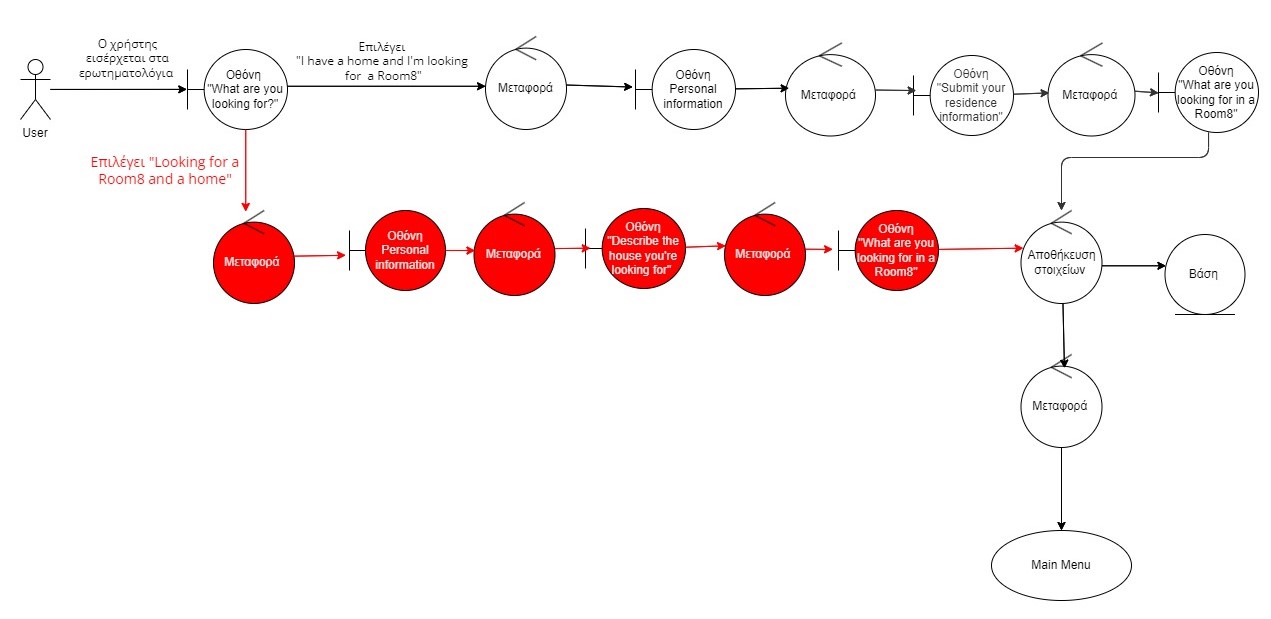 Ο χρήστης
εισέρχεται στα
ερωτηματολόγια
User
Οθόνη
"What are you
looking for?"
Επιλέγει
"I have a home and I'm looking
for a Room8"
Μεταφορά
Οθόνη
Personal
information
Μεταφορά
Οθόνη
"Submit your
residence
information"
Μεταφορά
Οθόνη
"What are you
looking for in a
Room8"
Επιλέγει "Looking for a
Room8 and a home"
Μεταφορά
Οθόνη
Personal
information
Μεταφορά
Οθόνη
"Describe the
house you're
looking for"
Μεταφορά
Οθόνη
"What are you
looking for in a
Room8"
Αποθήκευση
στοιχείων
Βάση
Μεταφορά
Main Menu